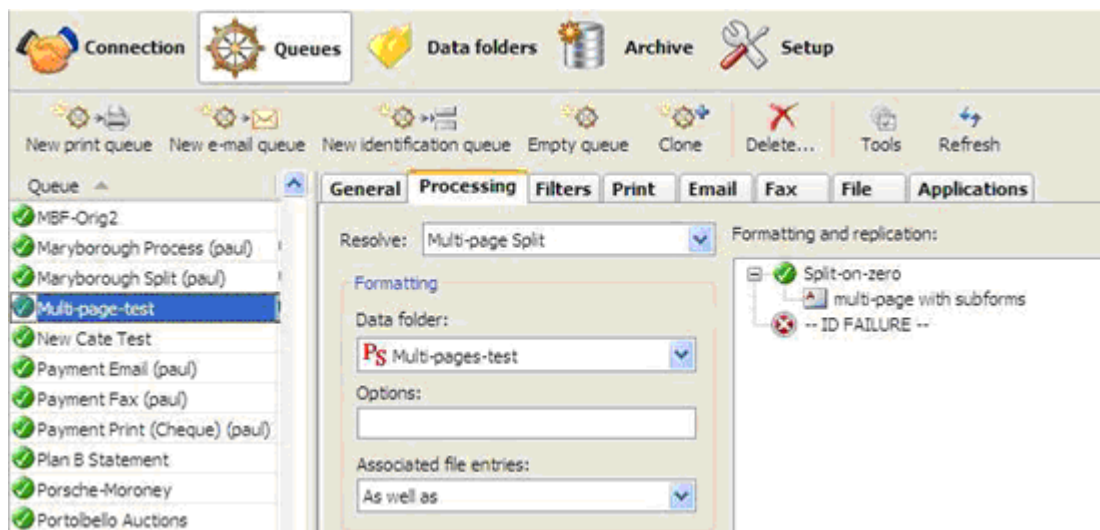 Connection Queues Data folders Archive Setup
New print queue New e-mail queue New identification queue Empty queue Clone Delete... Tools Refresh
Queue
MBF-Orig2
Maryborough Process (paul)
Maryborough Split (paul)
Multi-page-test
New Cate Test
Payment Email (paul)
Payment Fax (paul)
Payment Print (Cheque) (paul)
Plan B Statement
Porsche-Moroney
Portolbello Auctions
General Processing Filters Print Email Fax File Applications
Resolve: Multi-page Split
Formatting
Data folder:
PS Multi-pages-test
Options:
Associated file entries:
As well as
Formatting and replication:
Split-on-zero
multi-page with subforms
-- ID FAILURE --